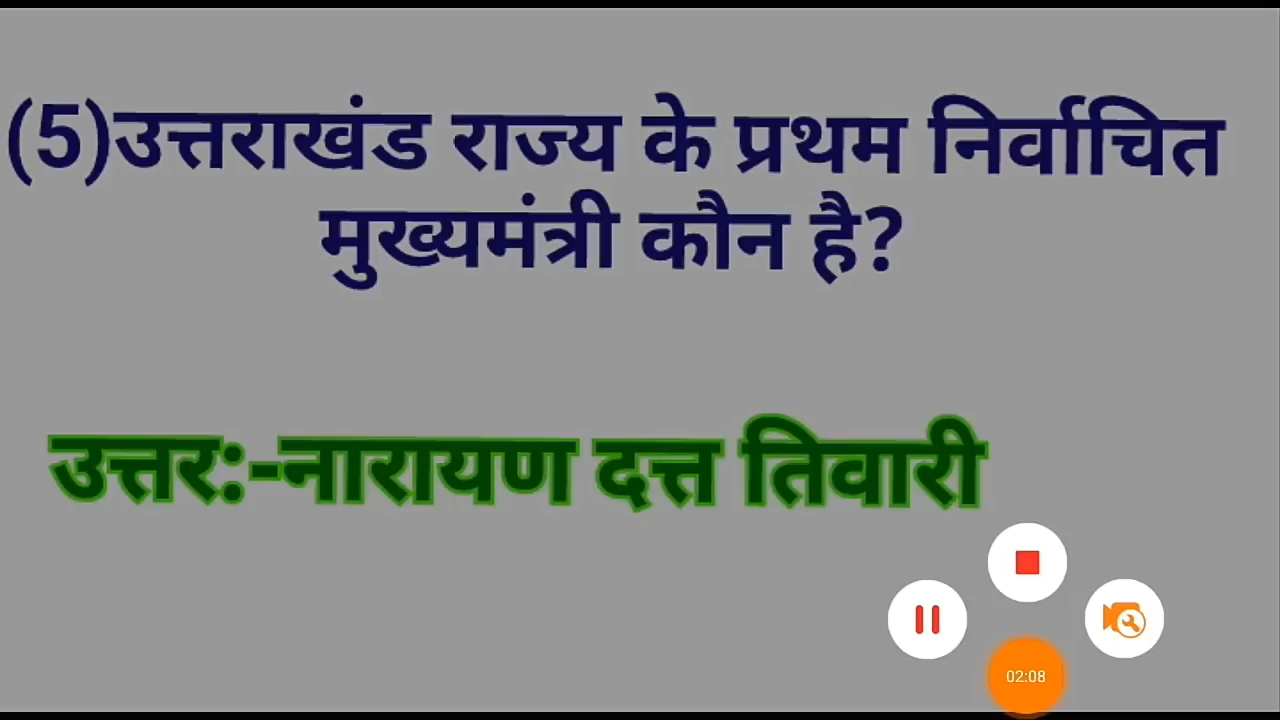 (5)उत्तराखंड राज्य के प्रथम निर्वाचित
मुख्यमंत्री कौन है?
उत्तर:-नारायण दत्त तिवारी
02:08